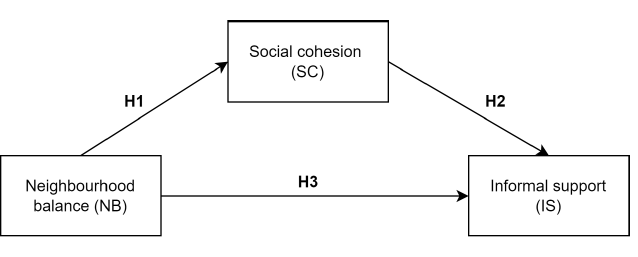 Social cohesion
(SC)
H1
H2
Neighbourhood
balance (NB)
H3
Informal support
(IS)